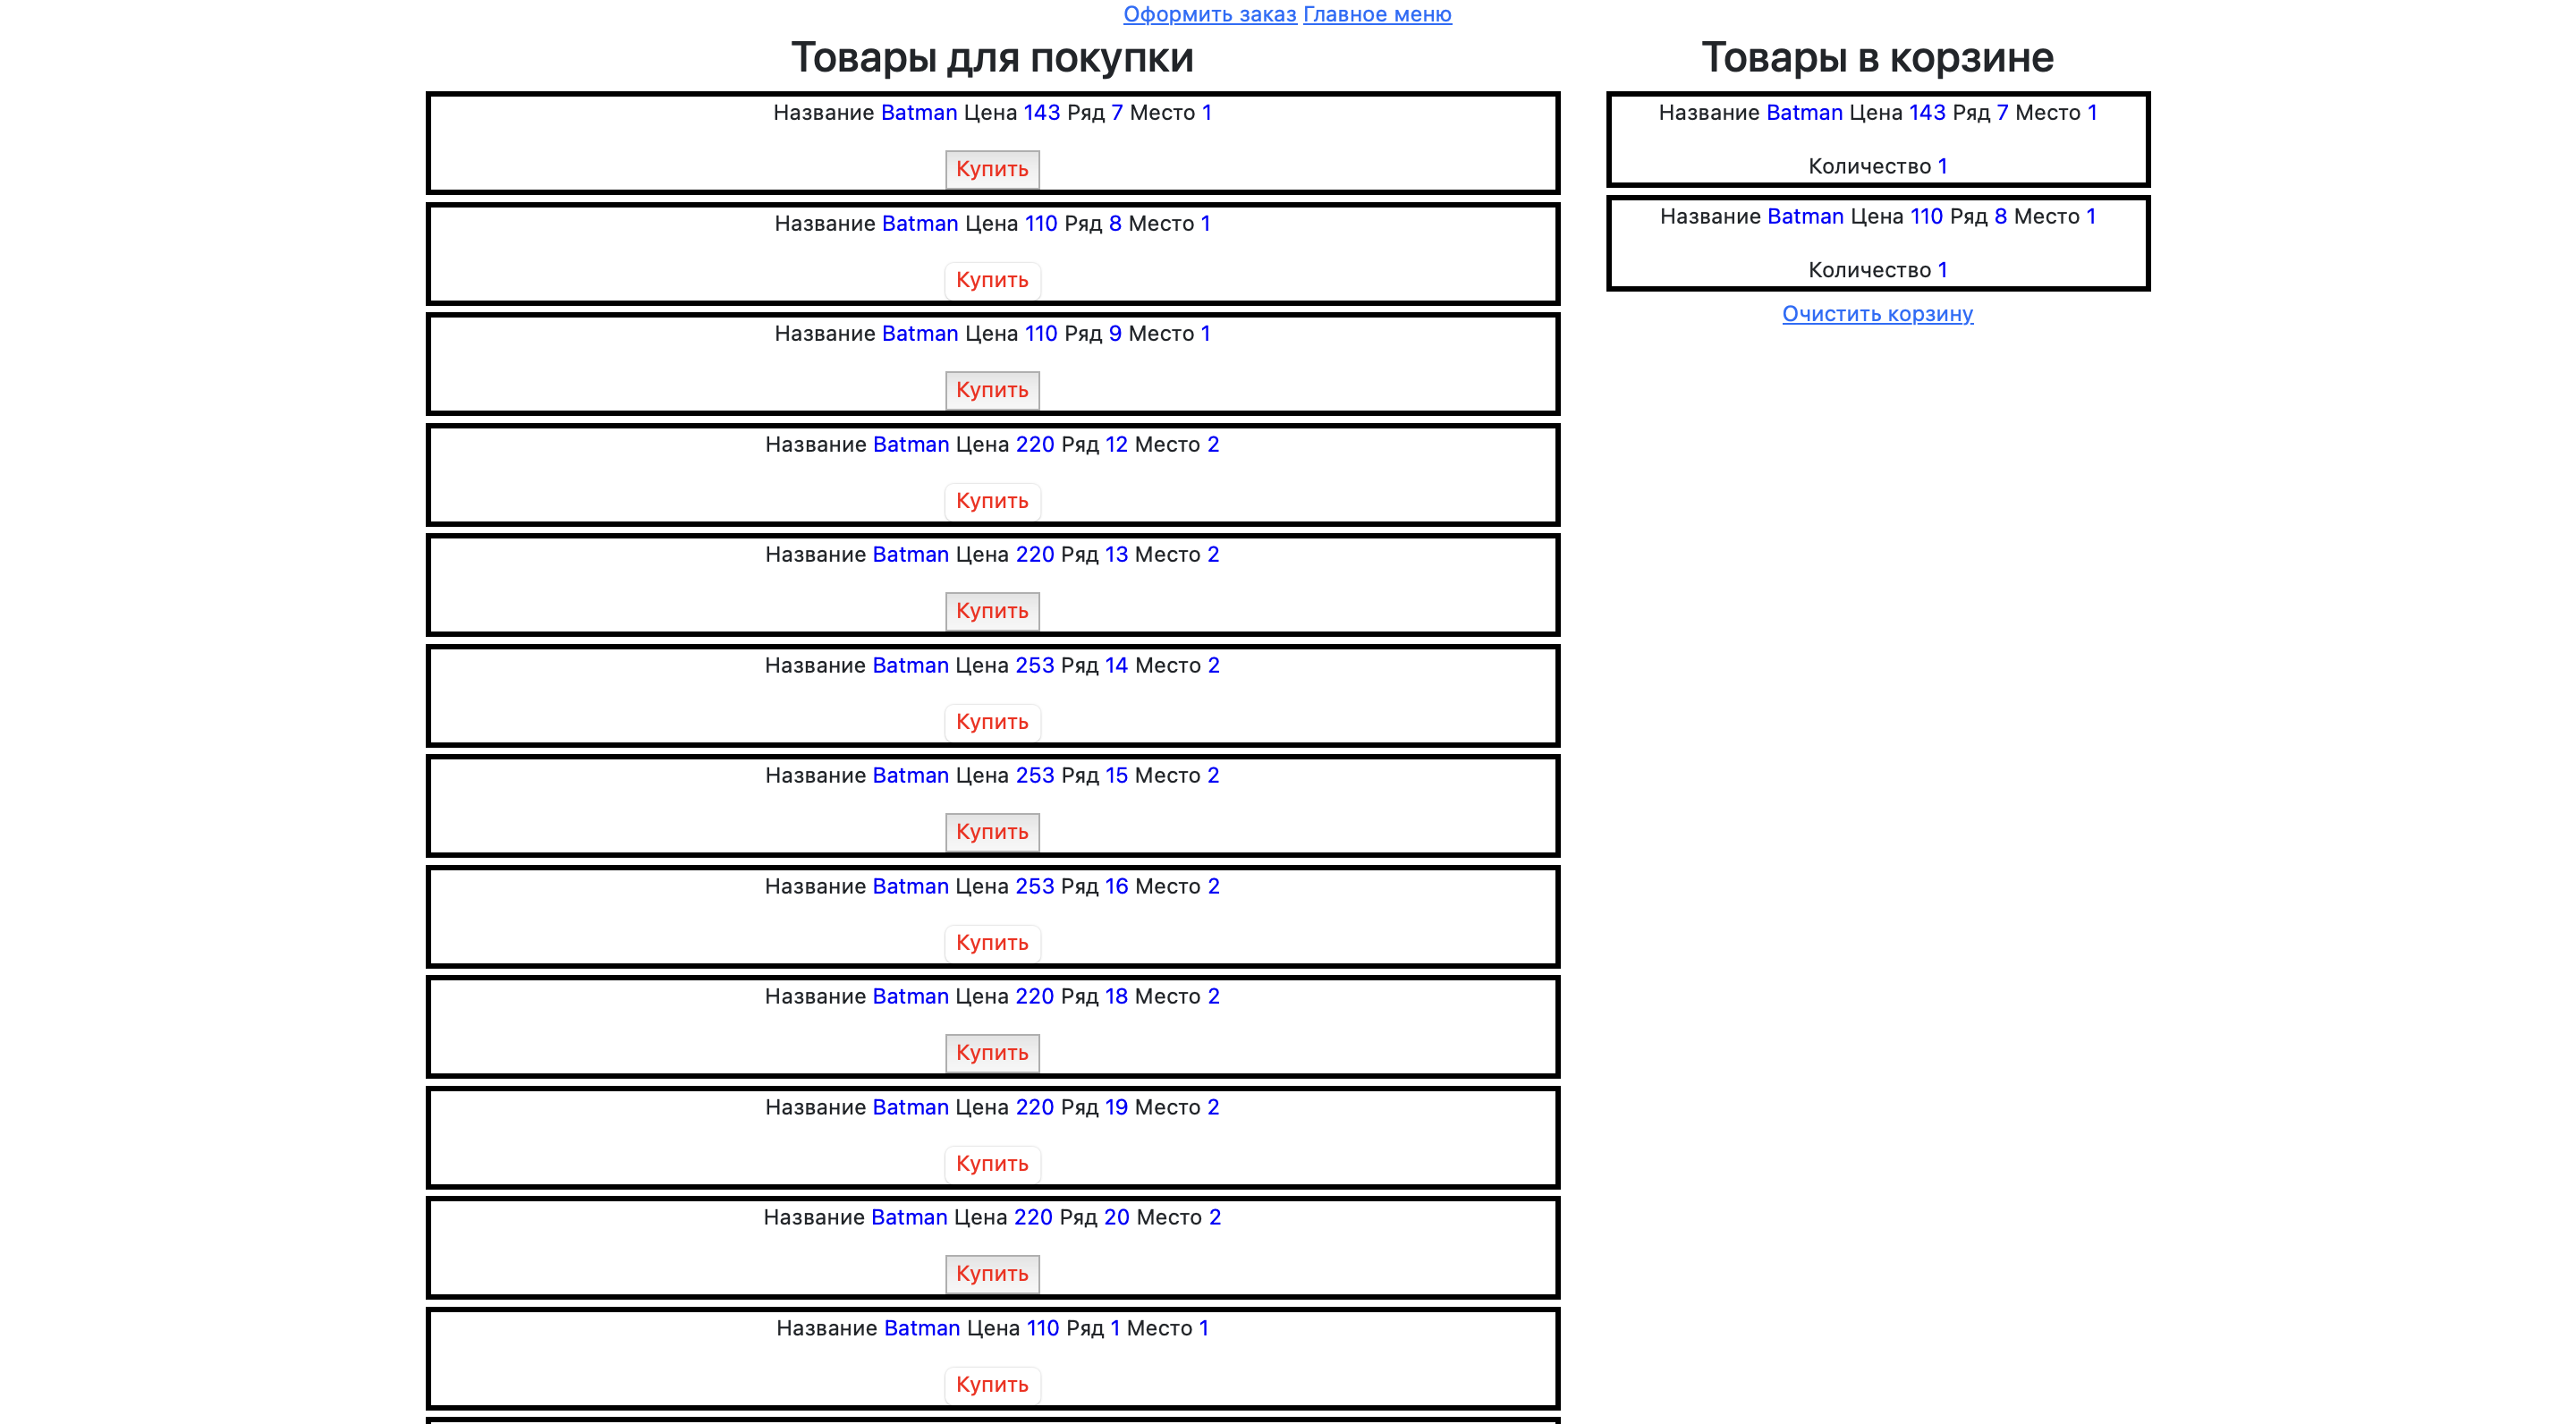 Оформить заказ Главное меню
Товары для покупки
Название Batman Цена 143 Ряд 7 Место 1
Купить
Название Batman Цена 110 Ряд 8 Место 1
Купить
Название Batman Цена 110 Ряд 9 Место 1
Купить
Название Batman Цена 220 Ряд 12 Место 2
Купить
Название Batman Цена 220 Ряд 13 Место 2
Купить
Название Batman Цена 253 Ряд 14 Место 2
Купить
Название Batman Цена 253 Ряд 15 Место 2
Купить
Название Batman Цена 253 Ряд 16 Место 2
Купить
Название Batman Цена 220 Ряд 18 Место 2
Купить
Название Batman Цена 220 Ряд 19 Место 2
Купить
Название Batman Цена 220 Ряд 20 Место 2
Купить
Название Batman Цена 110 Ряд 1 Место 1
Купить
Товары в корзине
Название Batman Цена 143 Ряд 7 Место 1
Количество 1
Название Batman Цена 110 Ряд 8 Место 1
Количество 1
Очистить корзину